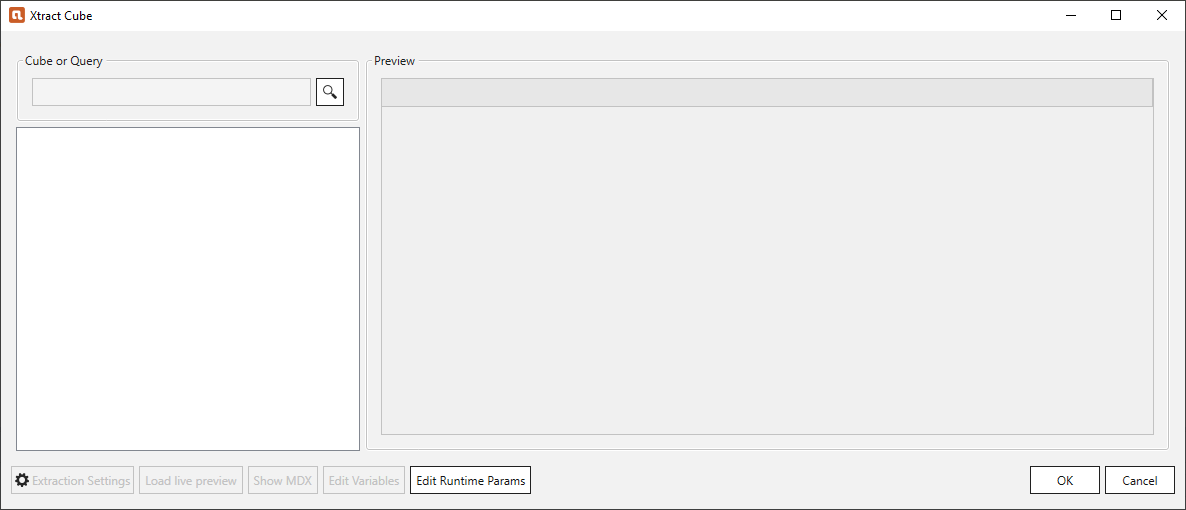 Xtract Cube
Cube or Query
Preview
Extraction Settings
Load live preview
Show MDX
Edit Variables
Edit Runtime Params
OK
Cancel